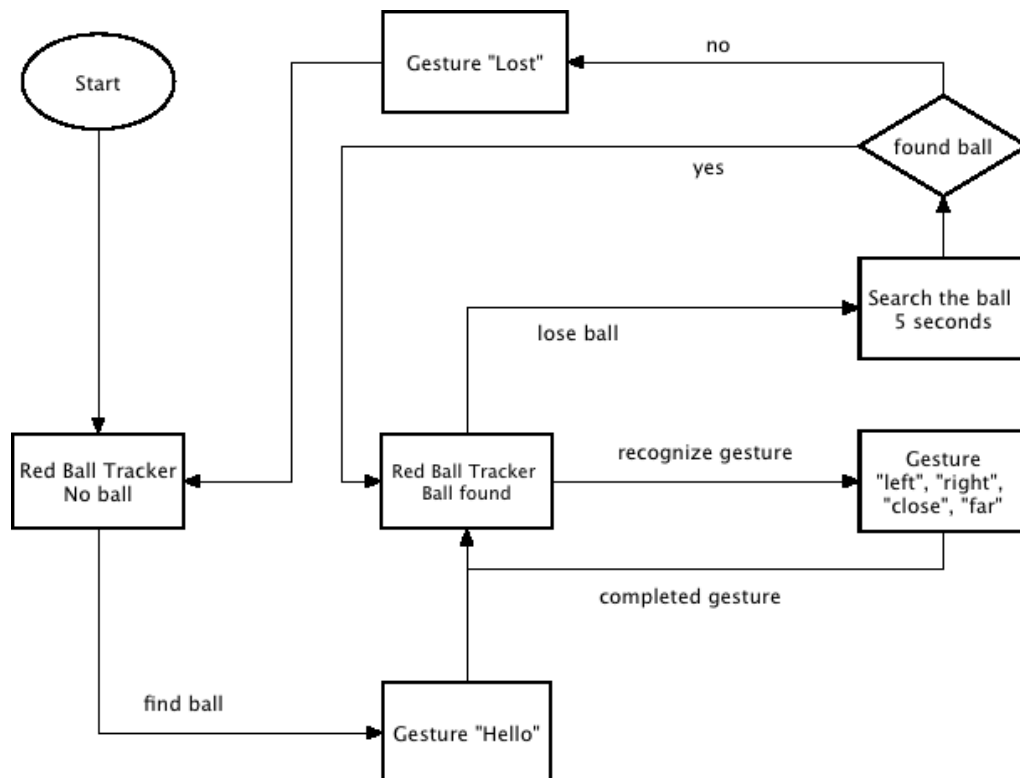 Start
Gesture "Lost"
no
found ball
yes
Search the ball
5 seconds
lose ball
Red Ball Tracker
No ball
Red Ball Tracker
Ball found
recognize gesture
Gesture
"left", "right",
"close", "far"
completed gesture
find ball
Gesture "Hello"